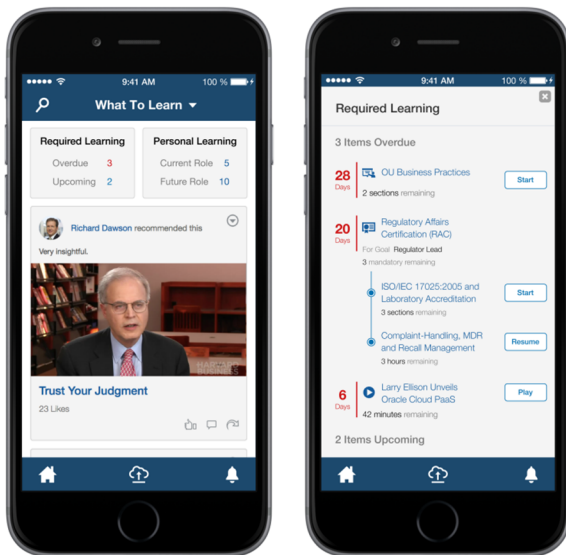 9:41 AM
100 %
What To Learn
Required Learning
Overdue 3
Upcoming 2
Personal Learning
Current Role 5
Future Role 10
Richard Dawson recommended this
Very insightful.
HARVARD
BUSINESS
Trust Your Judgment
23 Likes
9:41 AM
100 %
Required Learning
3 Items Overdue
28
Days
OU Business Practices
2 sections remaining
Start
20
Days
Regulatory Affairs
Certification (RAC)
For Goal Regulator Lead
3 mandatory remaining
ISO/IEC 17025:2005 and
Laboratory Accreditation
3 sections remaining
Start
Complaint-Handling, MDR
and Recall Management
3 hours remaining
Resume
6
Days
Larry Ellison Unveils
Oracle Cloud PaaS
42 minutes remaining
Play
2 Items Upcoming